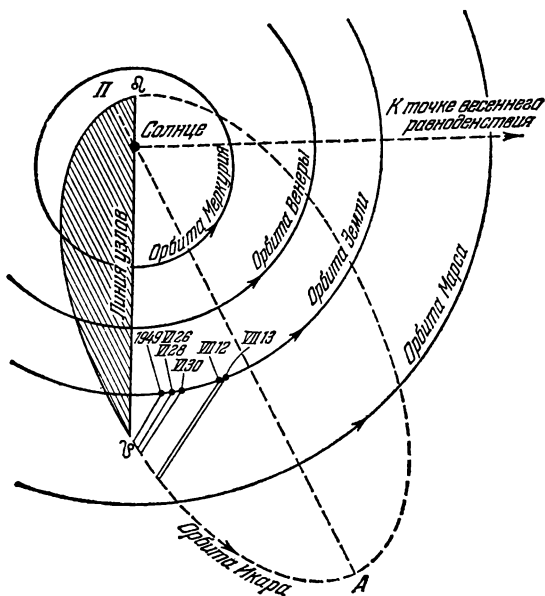 П
☊
Солнце
К точке весеннего
равноденствия
Орбита Меркурия
Орбита Венеры
Орбита Земли
Орбита Марса
Линия узлов
1949 VI 26
VI 28
VI 30
VII 12
VII 13
☋
Орбита Икара
А